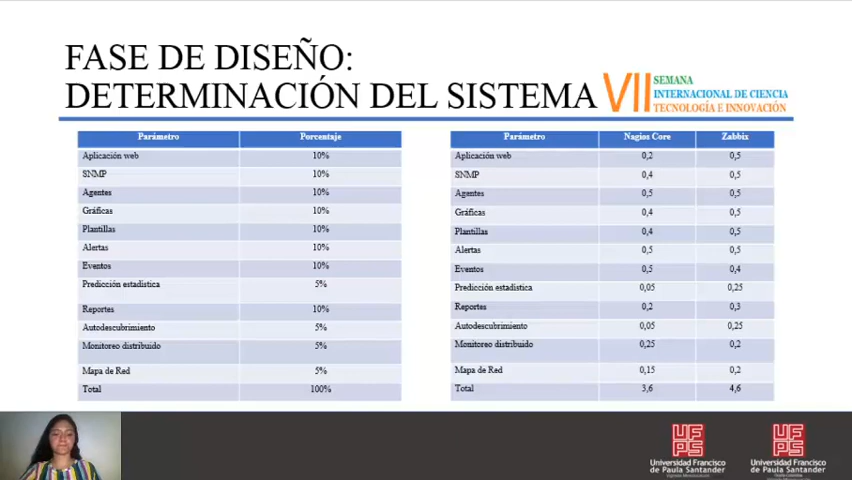 FASE DE DISEÑO:
DETERMINACIÓN DEL SISTEMA
VII SEMANA
INTERNACIONAL DE CIENCIA
TECNOLOGÍA E INNOVACIÓN
Parámetro Porcentaje
Aplicación web 10%
SNMP 10%
Agentes 10%
Gráficas 10%
Plantillas 10%
Alertas 10%
Eventos 10%
Predicción estadística 5%
Reportes 10%
Autodescubrimiento 5%
Monitoreo distribuido 5%
Mapa de Red 5%
Total 100%
Parámetro Nagios Core Zabbix
Aplicación web 0,2 0,5
SNMP 0,4 0,5
Agentes 0,5 0,5
Gráficas 0,4 0,5
Plantillas 0,4 0,5
Alertas 0,5 0,5
Eventos 0,5 0,4
Predicción estadística 0,05 0,25
Reportes 0,2 0,3
Autodescubrimiento 0,05 0,25
Monitoreo distribuido 0,25 0,2
Mapa de Red 0,15 0,2
Total 3,6 4,6
UFPS
Universidad Francisco
de Paula Santander
UFPS
Universidad Francisco
de Paula Santander